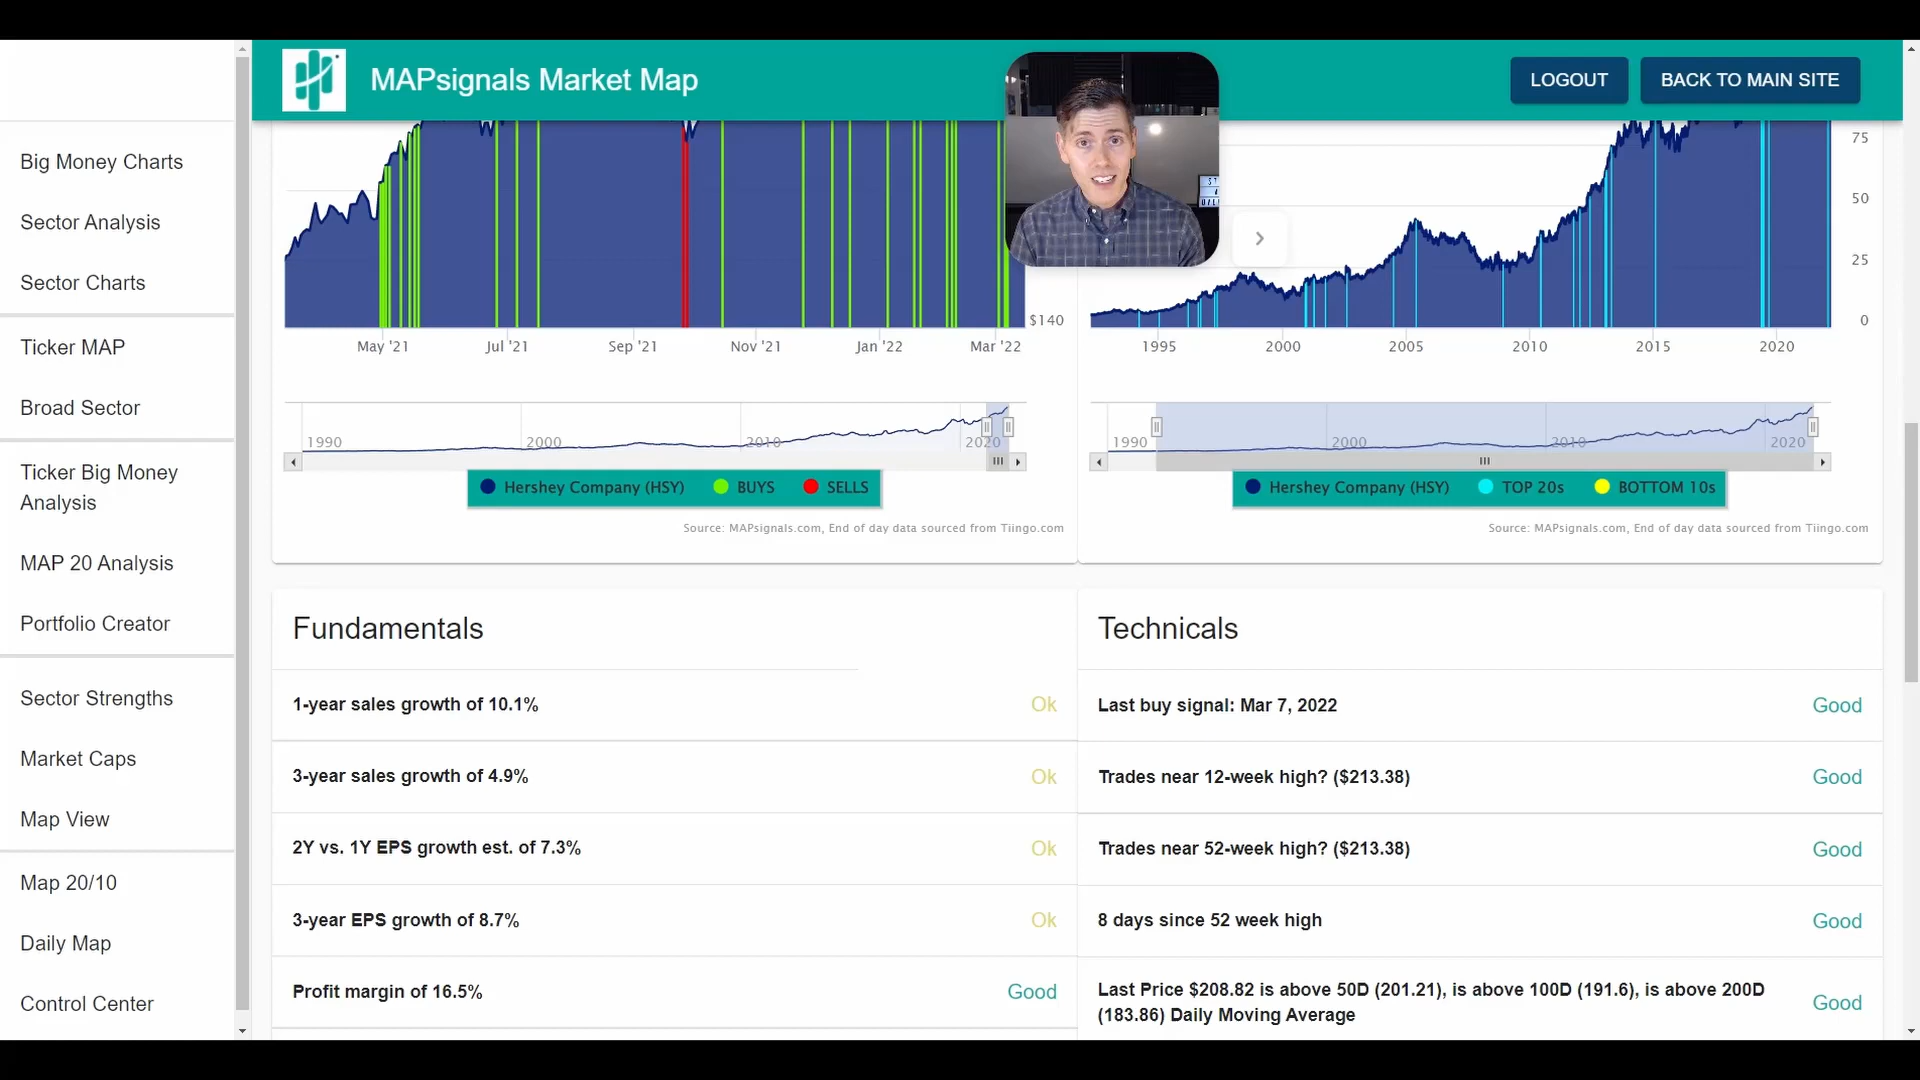 MAPsignals Market Map
LOGOUT
BACK TO MAIN SITE
Big Money Charts
Sector Analysis
Sector Charts
Ticker MAP
Broad Sector
Ticker Big Money
Analysis
MAP 20 Analysis
Portfolio Creator
Sector Strengths
Market Caps
Map View
Map 20/10
Daily Map
Control Center
$140
May '21
Jul '21
Sep '21
Nov '21
Jan '22
Mar '22
1990
2000
2010
2020
Hershey Company (HSY)
BUYS
SELLS
Source: MAPsignals.com, End of day data sourced from Tiingo.com
75
50
25
0
1995
2000
2005
2010
2015
2020
1990
2000
2010
2020
Hershey Company (HSY)
TOP 20s
BOTTOM 10s
Source: MAPsignals.com, End of day data sourced from Tiingo.com
Fundamentals
1-year sales growth of 10.1%
Ok
3-year sales growth of 4.9%
Ok
2Y vs. 1Y EPS growth est. of 7.3%
Ok
3-year EPS growth of 8.7%
Ok
Profit margin of 16.5%
Good
Technicals
Last buy signal: Mar 7, 2022
Good
Trades near 12-week high? ($213.38)
Good
Trades near 52-week high? ($213.38)
Good
8 days since 52 week high
Good
Last Price $208.82 is above 50D (201.21), is above 100D (191.6), is above 200D
(183.86) Daily Moving Average
Good